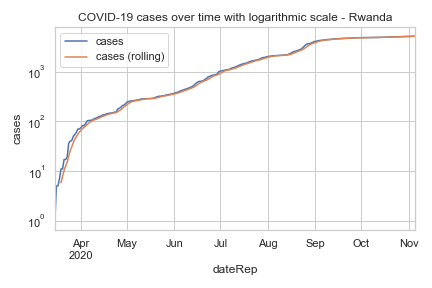 COVID-19 cases over time with logarithmic scale - Rwanda
cases
cases (rolling)
cases
10³
10²
10¹
10⁰
Apr May Jun Jul Aug Sep Oct Nov
2020
dateRep